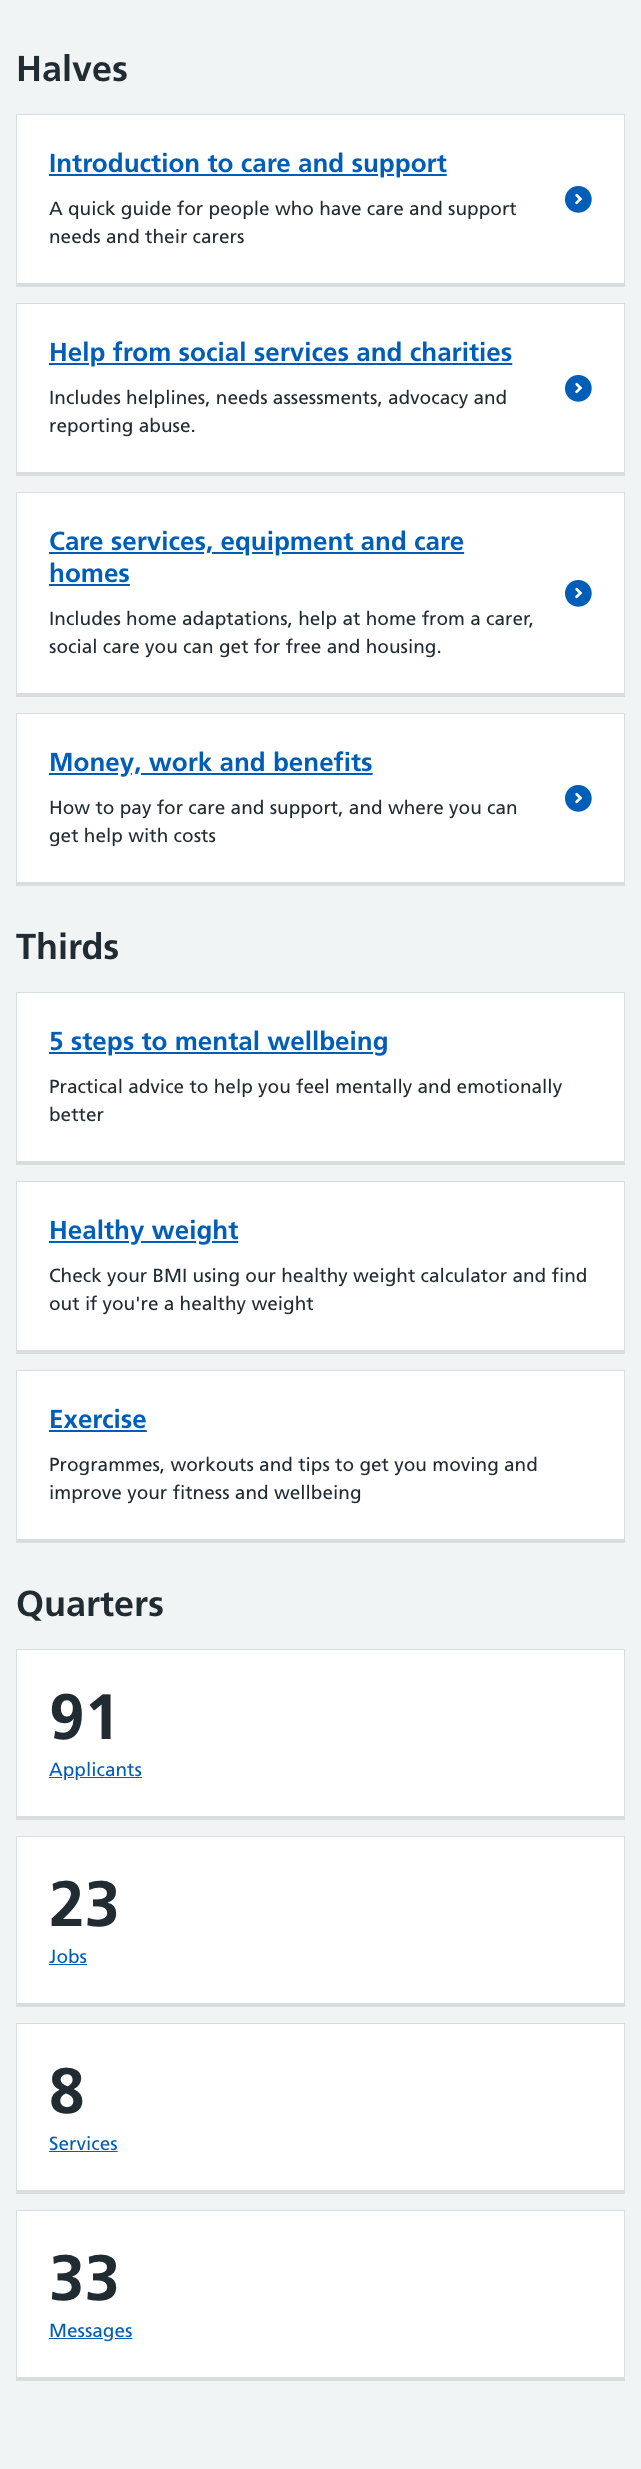 Halves
Introduction to care and support
A quick guide for people who have care and support
needs and their carers
Help from social services and charities
Includes helplines, needs assessments, advocacy and
reporting abuse.
Care services, equipment and care
homes
Includes home adaptations, help at home from a carer,
social care you can get for free and housing.
Money, work and benefits
How to pay for care and support, and where you can
get help with costs
Thirds
5 steps to mental wellbeing
Practical advice to help you feel mentally and emotionally
better
Healthy weight
Check your BMI using our healthy weight calculator and find
out if you're a healthy weight
Exercise
Programmes, workouts and tips to get you moving and
improve your fitness and wellbeing
Quarters
91
Applicants
23
Jobs
8
Services
33
Messages